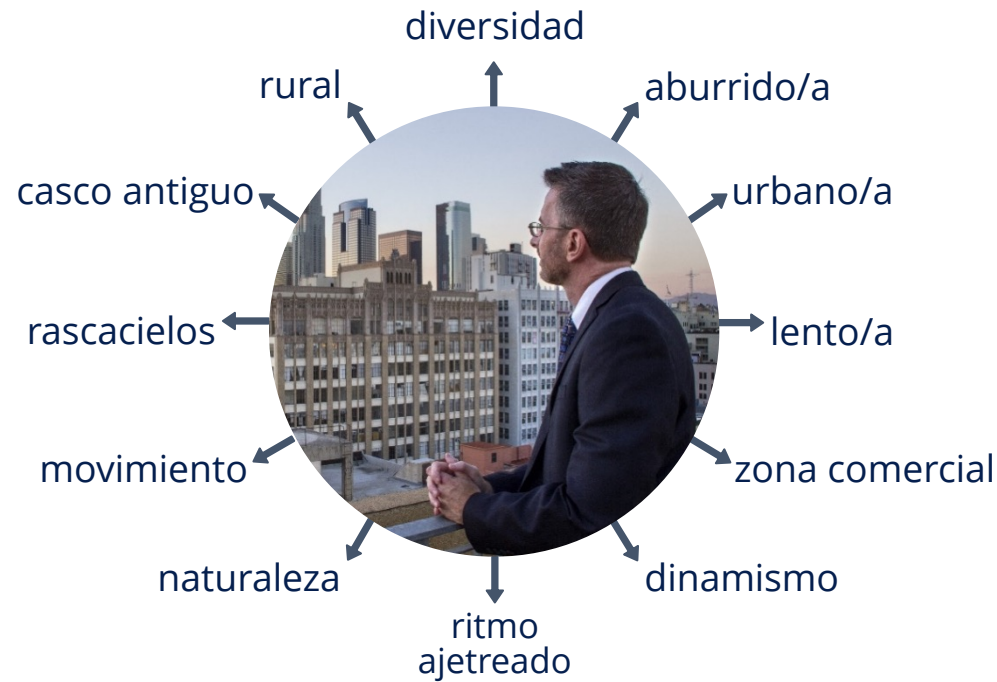 diversidad
rural
aburrido/a
casco antiguo
urbano/a
rascacielos
lento/a
movimiento
zona comercial
naturaleza
dinamismo
ritmo
ajetreado